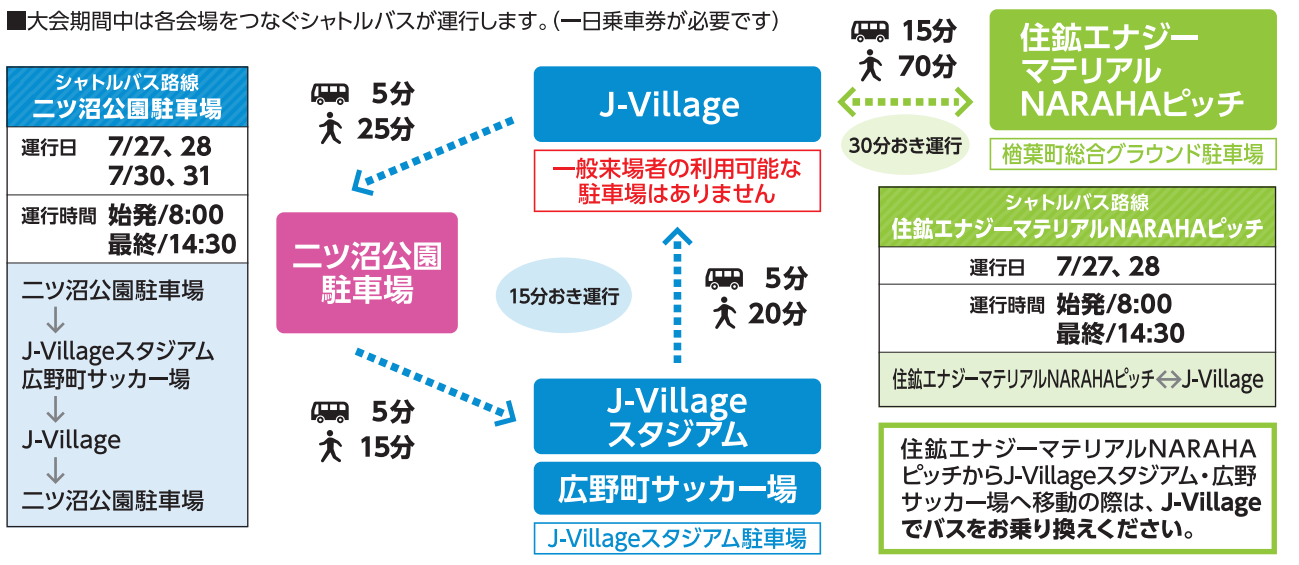 ■大会期間中は各会場をつなぐシャトルバスが運行します。(一日乗車券が必要です)
シャトルバス路線
二ツ沼公園駐車場
運行日 7/27、28
7/30、31
運行時間 始発/8:00
最終/14:30
二ツ沼公園駐車場
↓
J-Villageスタジアム
広野町サッカー場
↓
J-Village
↓
二ツ沼公園駐車場
5分
25分
J-Village
一般来場者の利用可能な
駐車場はありません
二ツ沼公園
駐車場
15分おき運行
5分
20分
5分
15分
J-Village
スタジアム
広野町サッカー場
J-Villageスタジアム駐車場
15分
70分
30分おき運行
住鉱エナジー
マテリアル
NARAHAピッチ
楢葉町総合グラウンド駐車場
シャトルバス路線
住鉱エナジーマテリアルNARAHAピッチ
運行日 7/27、28
運行時間 始発/8:00
最終/14:30
住鉱エナジーマテリアルNARAHAピッチ↔J-Village
住鉱エナジーマテリアルNARAHA
ピッチからJ-Villageスタジアム・広野
サッカー場へ移動の際は、J-Village
でバスをお乗り換えください。